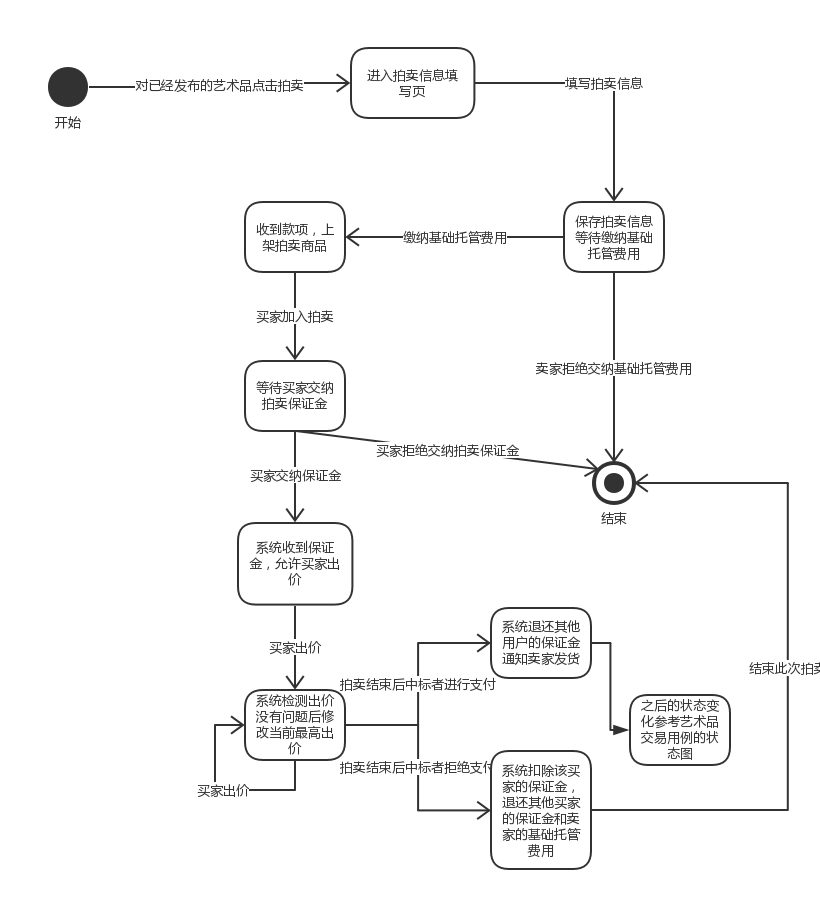 对已经发布的艺术品点击拍卖
进入拍卖信息填
写页
填写拍卖信息
开始
收到款项，上
架拍卖商品
缴纳基础托管费用
保存拍卖信息
等待缴纳基础
托管费用
买家加入拍卖
卖家拒绝交纳基础托管费用
等待买家交纳
拍卖保证金
买家拒绝交纳拍卖保证金
买家交纳保证金
结束
系统收到保证
金，允许买家出
价
买家出价
系统退还其他
用户的保证金
通知卖家发货
结束此次拍卖
拍卖结束后中标者进行支付
系统检测出价
没有问题后修
改当前最高出
价
之后的状态变
化参考艺术品
交易用例的状
态图
拍卖结束后中标者拒绝支付
买家出价
系统扣除该买
家的保证金，
退还其他买家
的保证金和卖
家的基础托管
费用